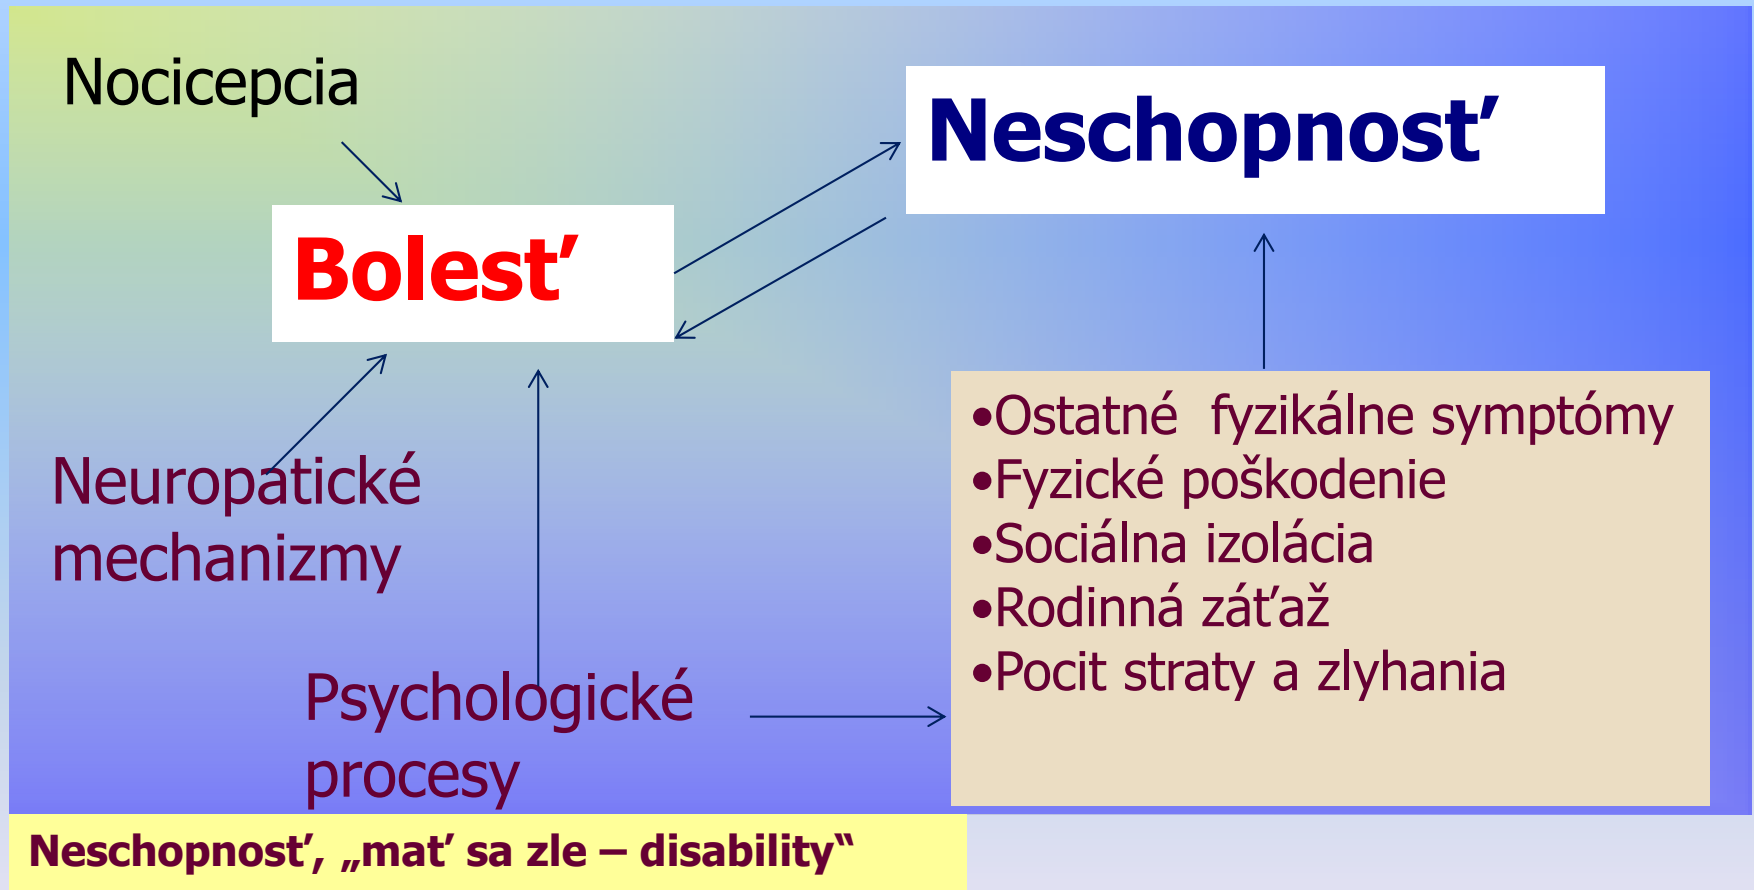 Nocicepcia
Neschopnosť
Bolesť
Neuropatické
mechanizmy
Psychologické
procesy
•Ostatné  fyzikálne symptómy
•Fyzické poškodenie
•Sociálna izolácia
•Rodinná záťaž
•Pocit straty a zlyhania
Neschopnosť, „mať sa zle – disability“